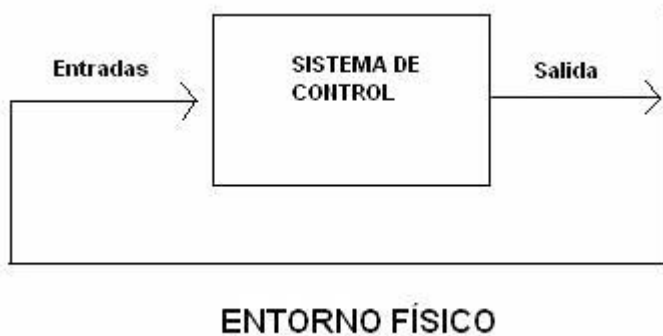 Entradas
SISTEMA DE
CONTROL
Salida
ENTORNO FÍSICO